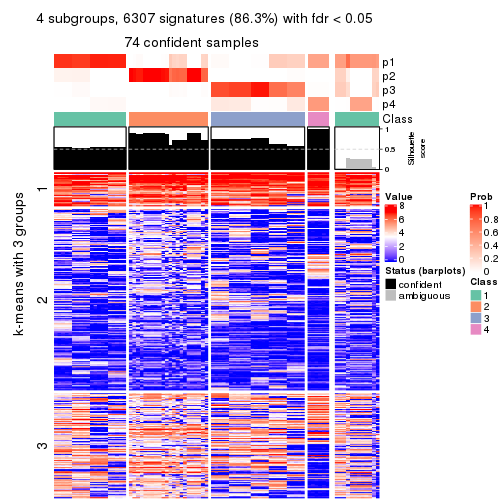 4 subgroups, 6307 signatures (86.3%) with fdr < 0.05
74 confident samples
p1
p2
p3
p4
Class
1
0.5
0
Silhouette
score
k-means with 3 groups
1
2
3
Value
8
6
4
2
0
Status (barplots)
confident
ambiguous
Prob
1
0.8
0.6
0.4
0.2
0
Class
1
2
3
4